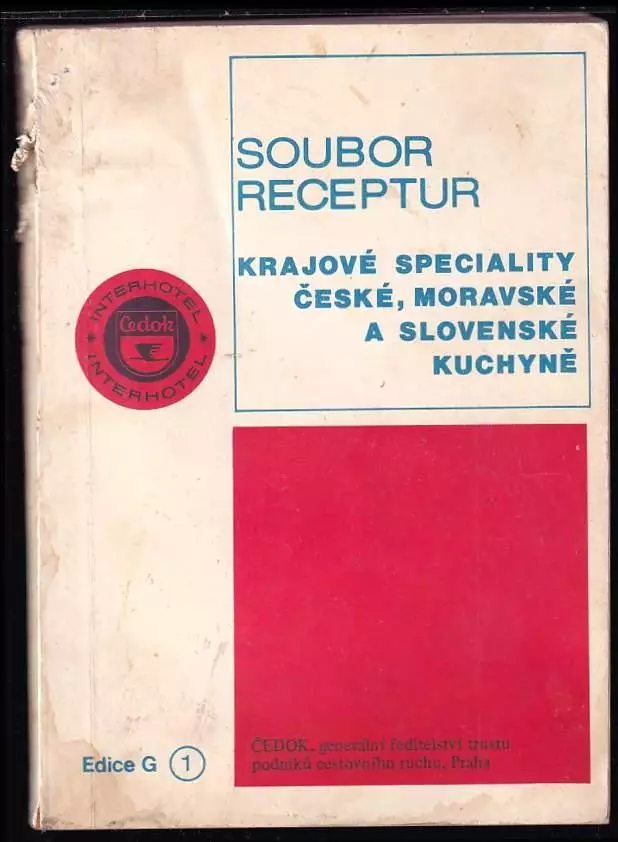 SOUBOR
RECEPTUR
KRAJOVÉ SPECIALITY
ČESKÉ, MORAVSKÉ
A SLOVENSKÉ
KUCHYNĚ
INTERHOTEL
Čedok
INTERHOTEL
ČEDOK, generální ředitelství trustu
podniků cestovního ruchu, Praha
Edice G 1